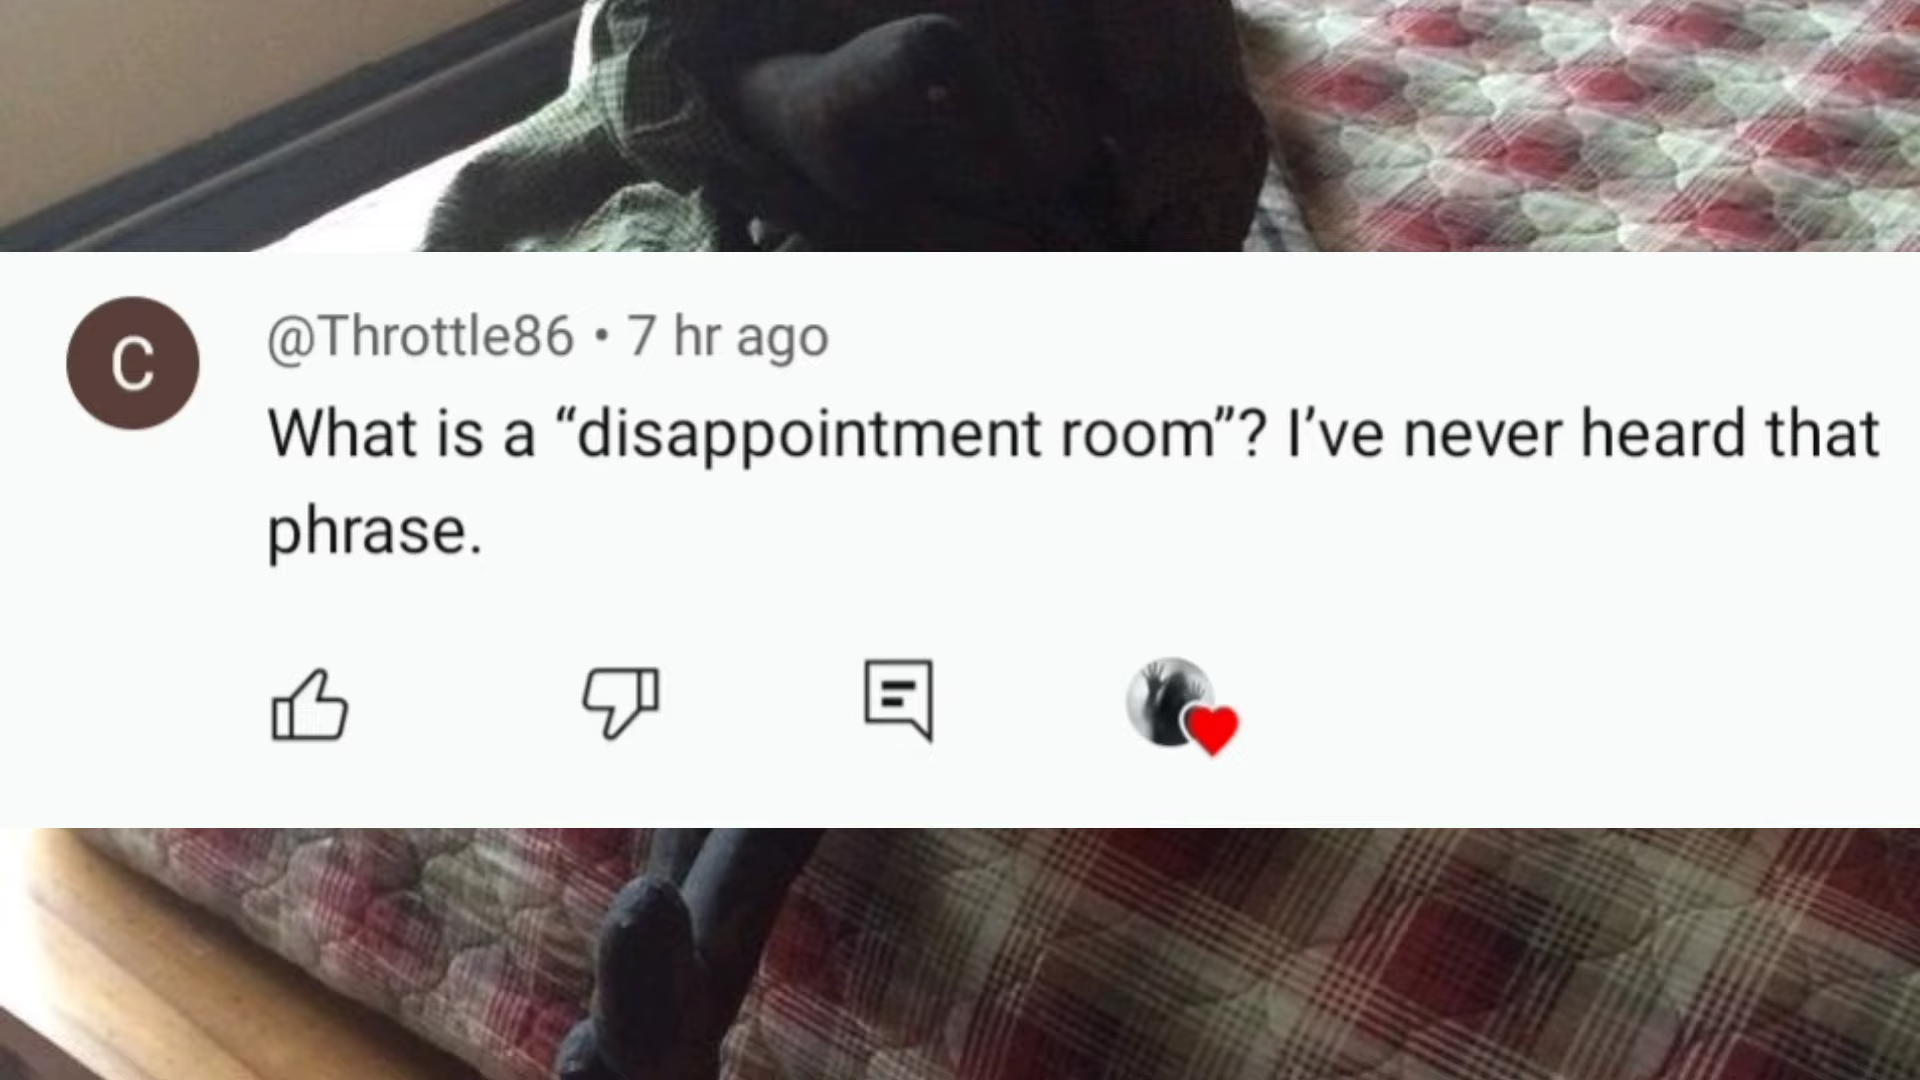 C
@Throttle86 • 7 hr ago
What is a “disappointment room”? I’ve never heard that
phrase.